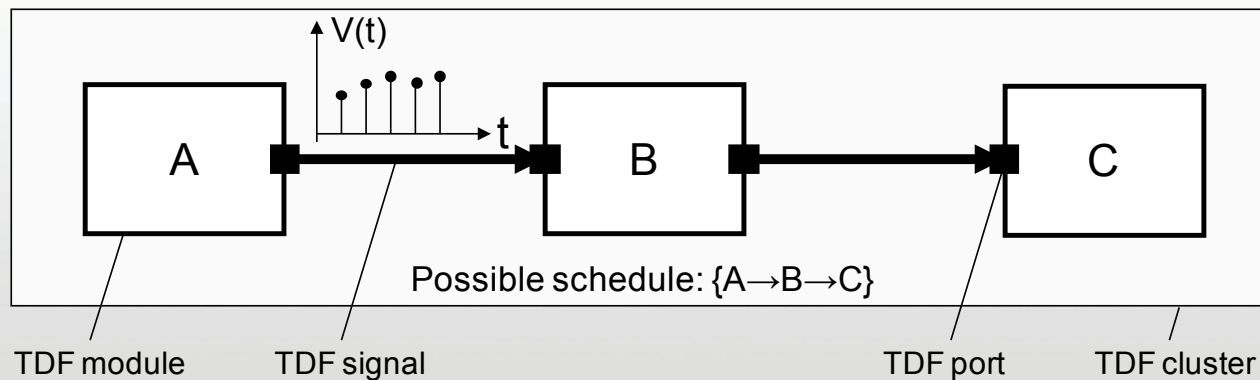 V(t)
t
A
B
C
Possible schedule: {A→B→C}
TDF module
TDF signal
TDF port
TDF cluster